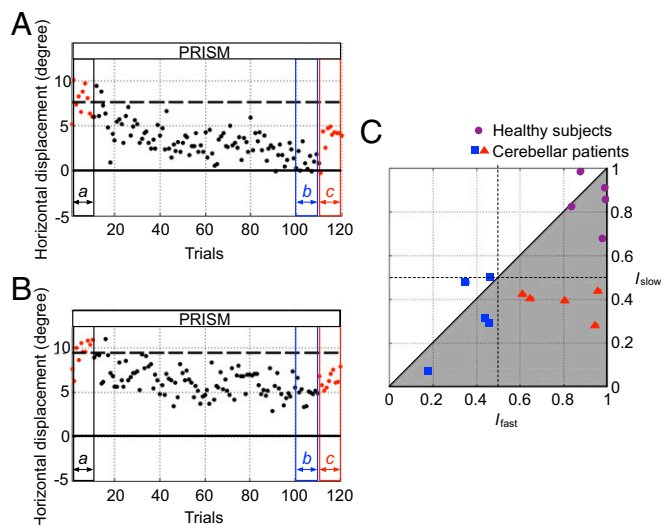 A
PRISM
Horizontal displacement (degree)
10
5
0
-5
a
b
c
20
40
60
80
100
120
Trials
B
PRISM
Horizontal displacement (degree)
10
5
0
-5
a
b
c
20
40
60
80
100
120
Trials
C
Healthy subjects
Cerebellar patients
1
0.8
0.6
Islow
0.4
0.2
0
0
0.2
0.4
0.6
0.8
1
Ifast